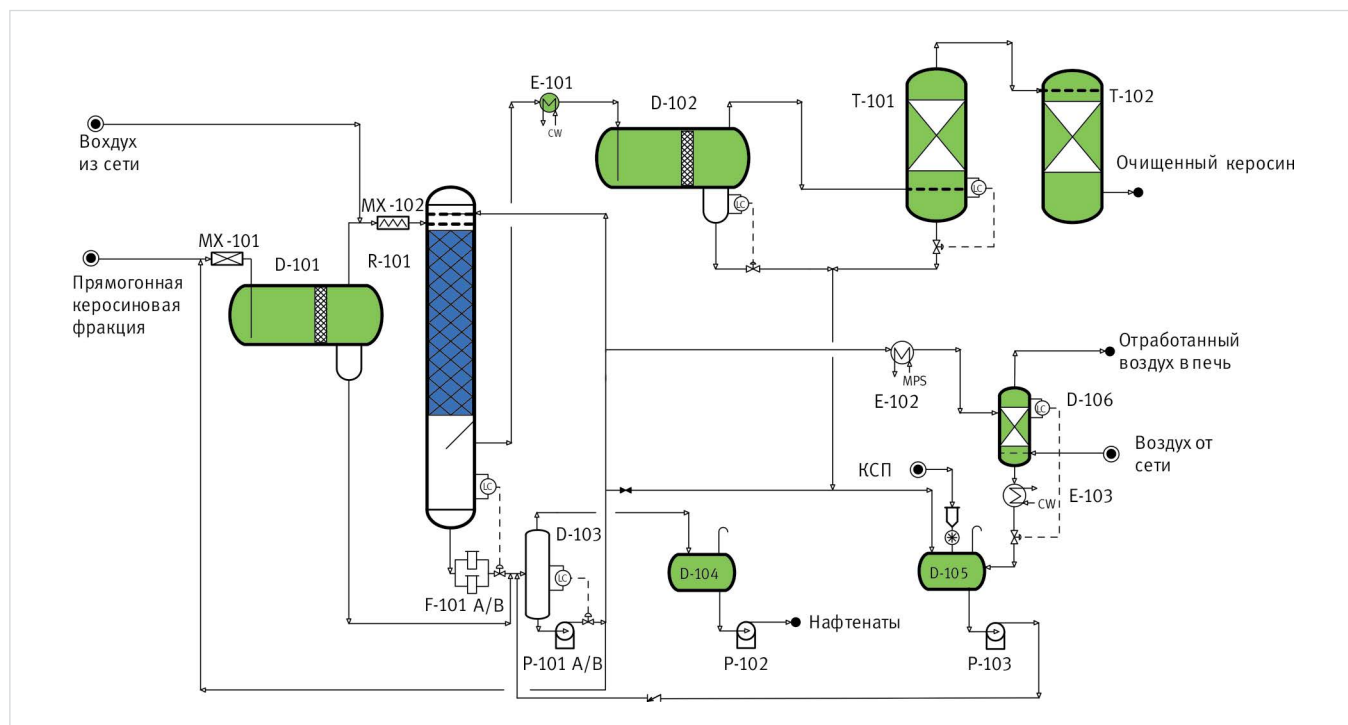 E-101
CW
D-102
T-101
T-102
LC
LC
Вохдух
из сети
Очищенный керосин
MX-102
MX-101
D-101
R-101
Прямогонная
керосиновая
фракция
Отработанный
воздух в печь
MPS
E-102
LC
D-106
Воздух от
сети
КСП
E-103
CW
LC
D-103
LC
D-104
D-105
F-101 A/B
Нафтенаты
P-101 A/B
P-102
P-103